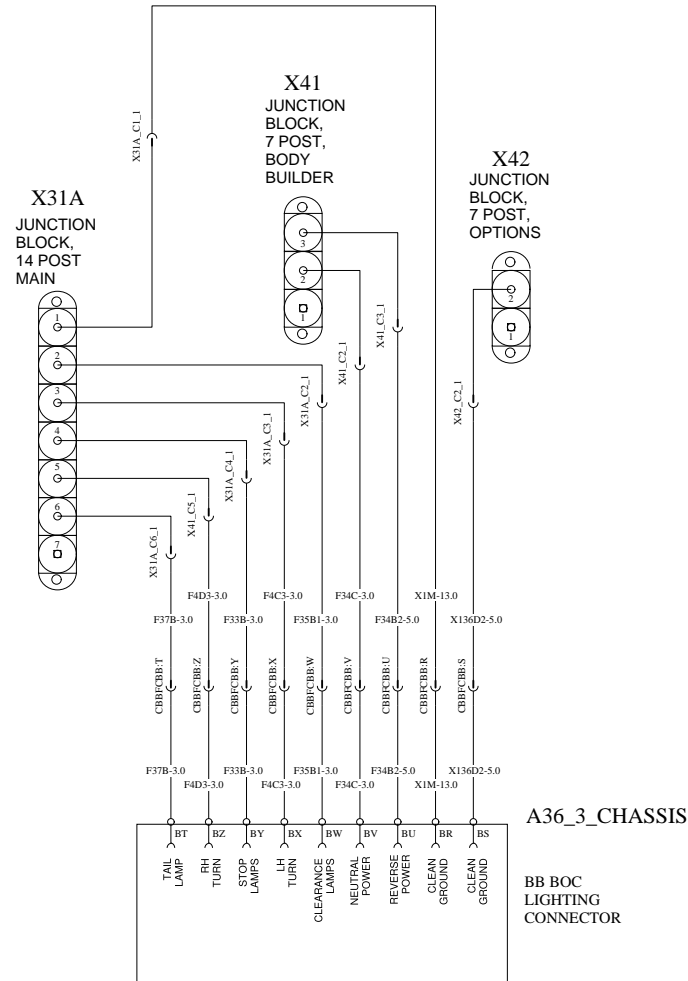 X41
JUNCTION
BLOCK,
7 POST,
BODY
BUILDER
X31A_C1_1
X42
JUNCTION
BLOCK,
7 POST,
OPTIONS
X31A
JUNCTION
BLOCK,
14 POST
MAIN
3
2
1
2
1
1
2
3
4
5
6
7
X41_C3_1
X41_C2_1
X31A_C2_1
X42_C2_1
X31A_C3_1
X31A_C4_1
X41_C5_1
X31A_C6_1
F4D3-3.0
F4C3-3.0
F34C-3.0
X1M-13.0
F37B-3.0
F33B-3.0
F35B1-3.0
F34B2-5.0
X136D2-5.0
CBBFCBB:T
CBBFCBB:Z
CBBFCBB:Y
CBBFCBB:X
CBBFCBB:W
CBBFCBB:V
CBBFCBB:U
CBBFCBB:R
CBBFCBB:S
F37B-3.0
F33B-3.0
F35B1-3.0
F34B2-5.0
X136D2-5.0
F4D3-3.0
F4C3-3.0
F34C-3.0
X1M-13.0
A36_3_CHASSIS
BT
BZ
BY
BX
BW
BV
BU
BR
BS
TAIL
LAMP
RH
TURN
STOP
LAMPS
LH
TURN
CLEARANCE
LAMPS
NEUTRAL
POWER
REVERSE
POWER
CLEAN
GROUND
CLEAN
GROUND
BB BOC
LIGHTING
CONNECTOR